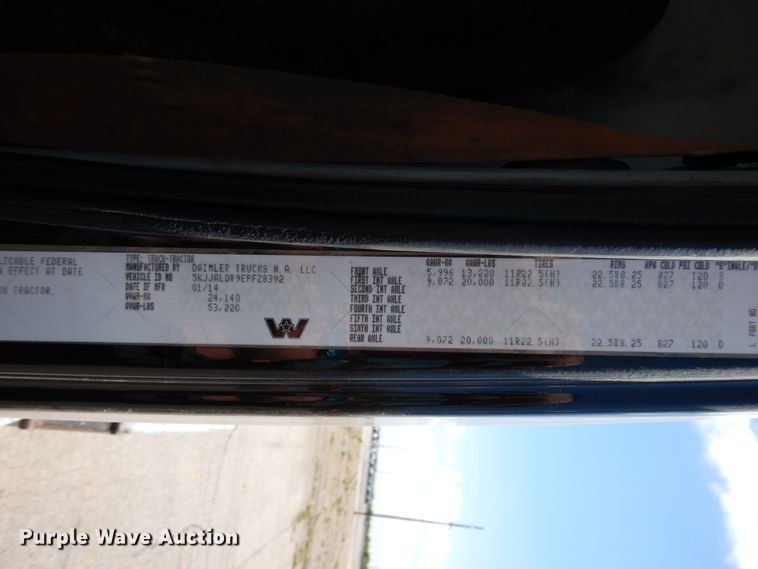 LICABLE FEDERAL
N EFFECT AT DATE
CK TRACTOR.
TYPE: TRUCK-TRACTOR
MANUFACTURED BY DAIMLER TRUCKS N.A. LLC
VEHICLE ID NO 5KJJALDV9EPFZ8392
DATE OF MFR 01/14
GVWR-KG 24,140
GVWR-LBS 53,220
W
GAWR-KG GAWR-LBS TIRES RIMS KPA COLD PSI COLD
FRONT AXLE 5,996 13,220 11R22.5(H) 22.5X8.25 827 120 S
FIRST INT AXLE 9,072 20,000 11R22.5(H) 22.5X8.25 827 120 D
SECOND INT AXLE
THIRD INT AXLE
FOURTH INT AXLE
FIFTH INT AXLE
SIXTH INT AXLE
REAR AXLE 9,072 20,000 11R22.5(H) 22.5X8.25 827 120 D
L PART NO.
Purple Wave Auction